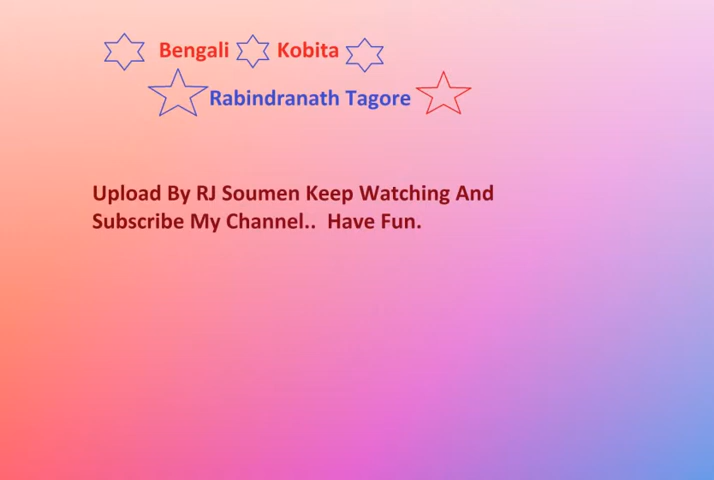 Bengali Kobita
Rabindranath Tagore
Upload By RJ Soumen Keep Watching And
Subscribe My Channel..  Have Fun.